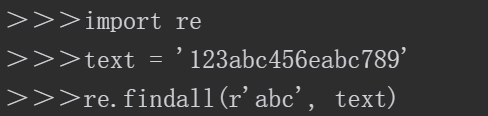 >>>import re
>>>text = '123abc456eabc789'
>>>re.findall(r'abc', text)